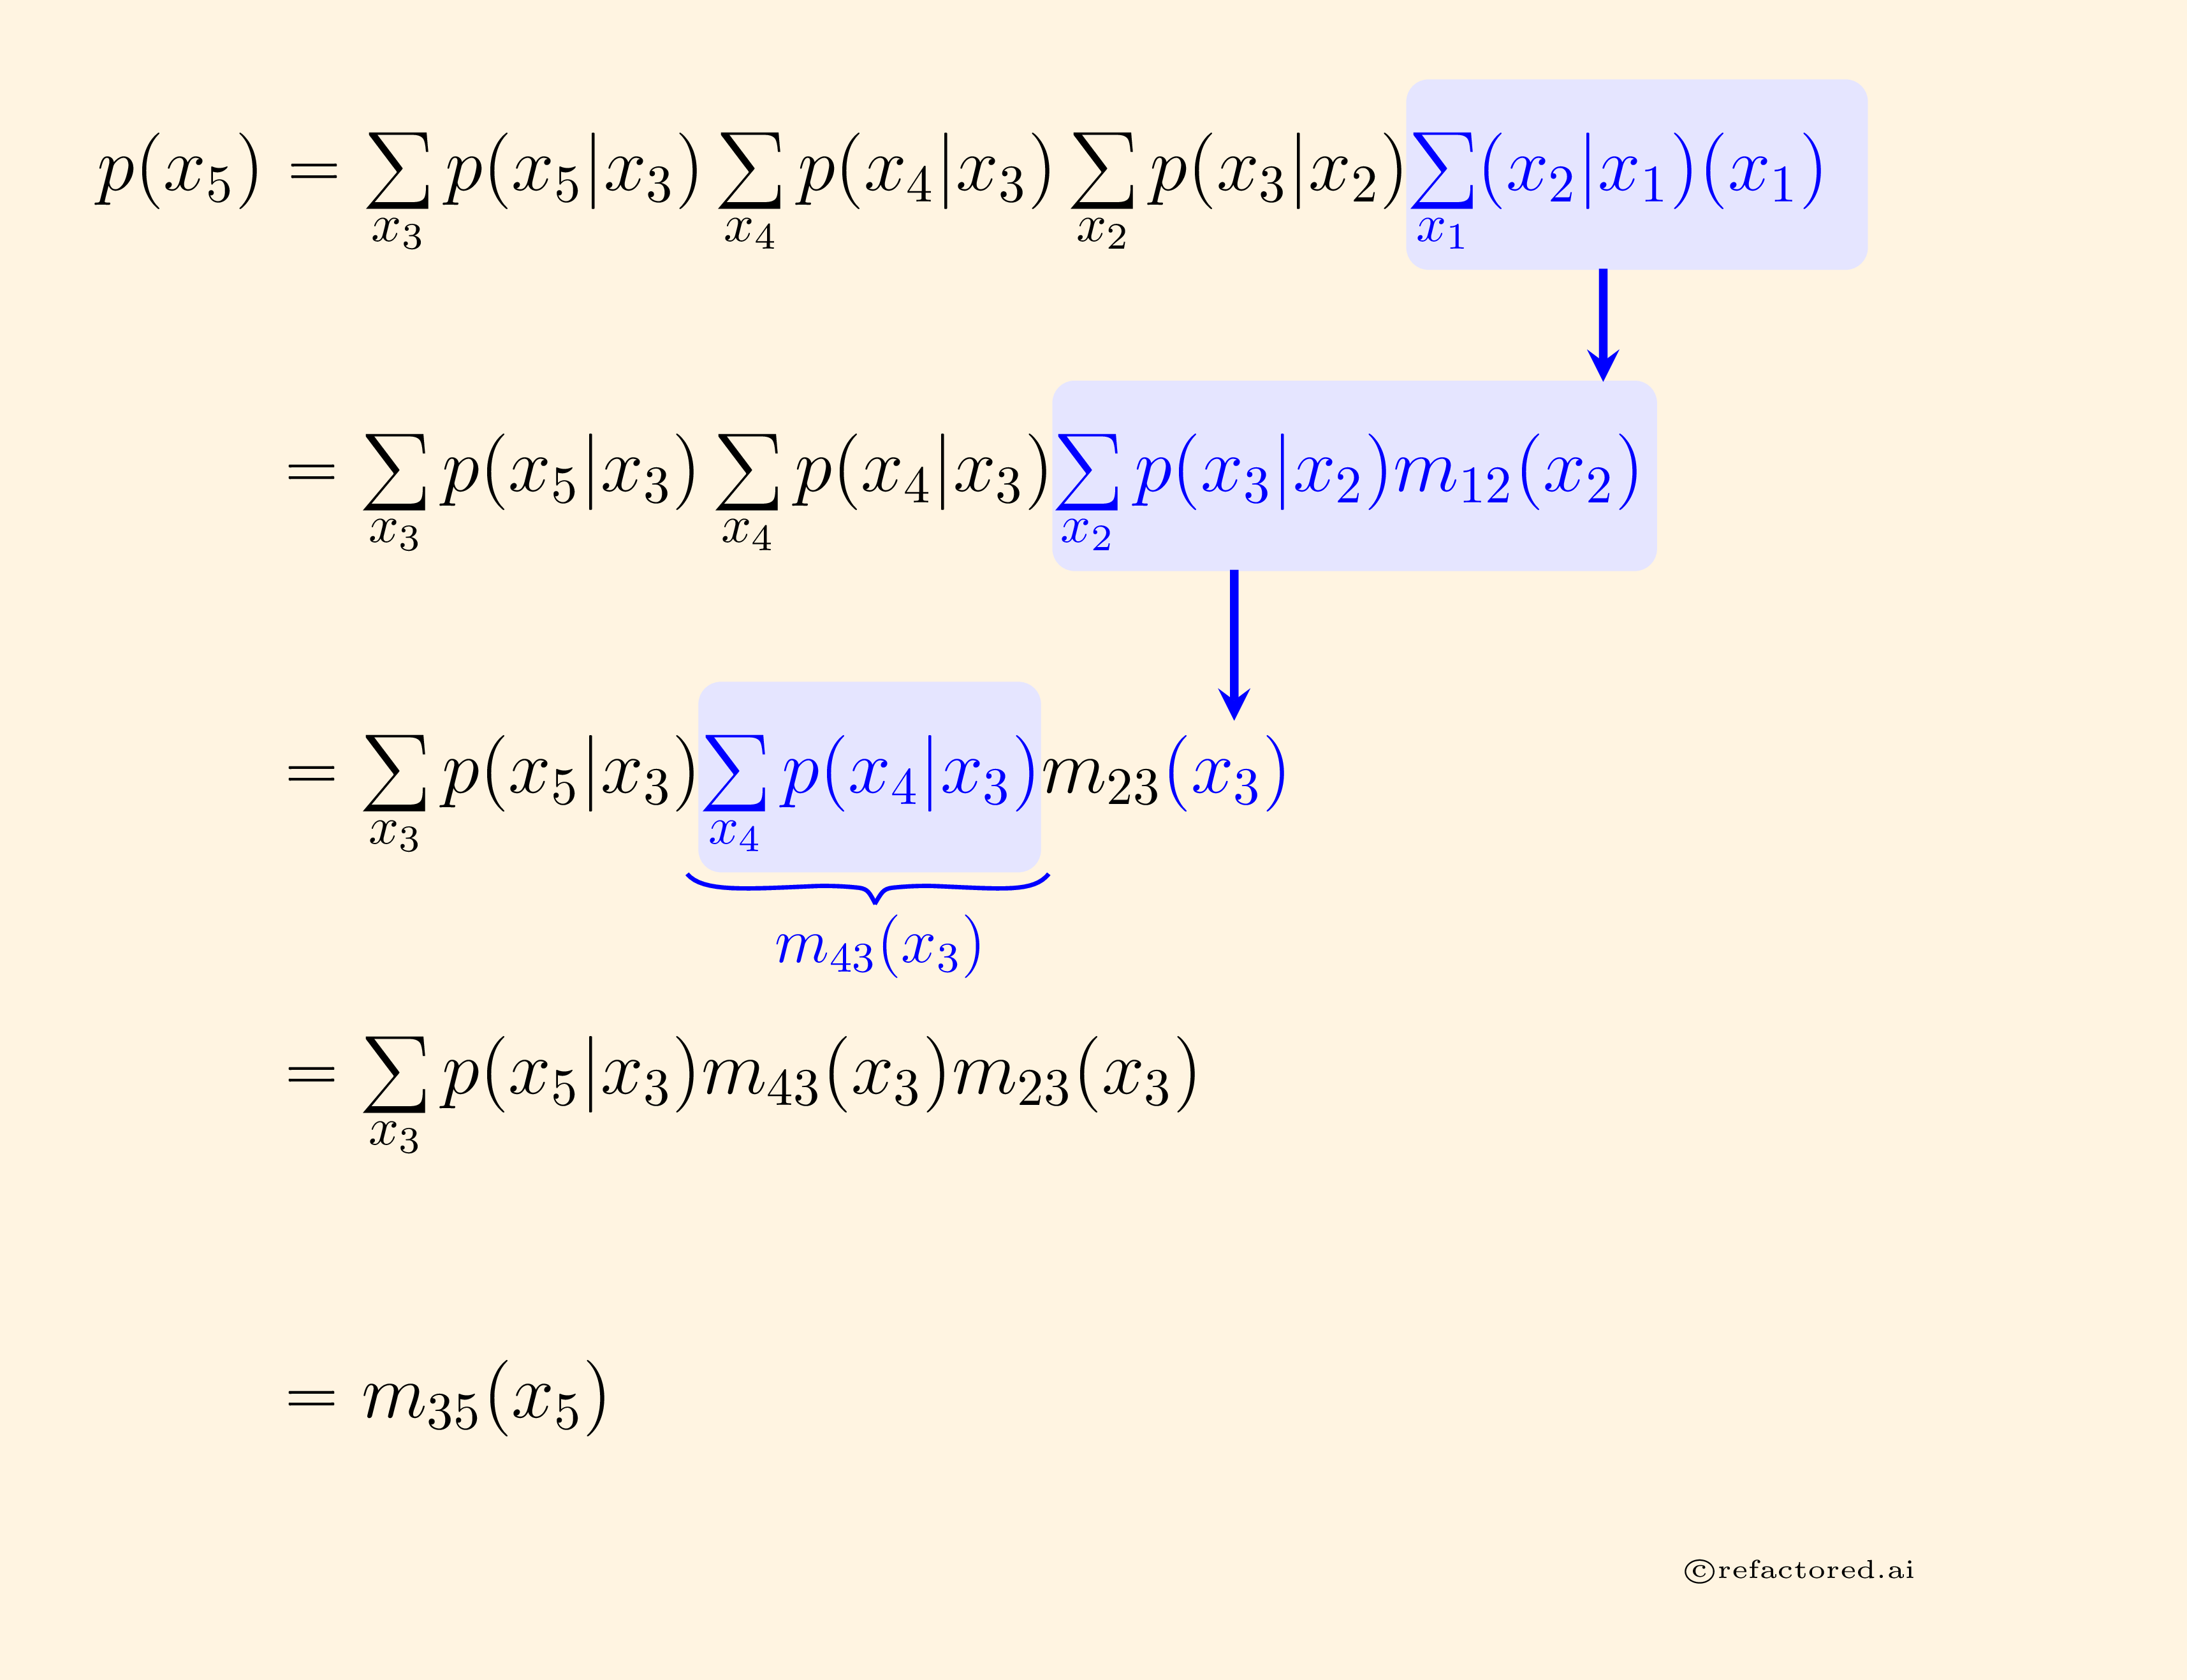 p(x₅) = ∑ₓ₃ p(x₅|x₃) ∑ₓ₄ p(x₄|x₃) ∑ₓ₂ p(x₃|x₂) ∑ₓ₁ (x₂|x₁)(x₁)
= ∑ₓ₃ p(x₅|x₃) ∑ₓ₄ p(x₄|x₃) ∑ₓ₂ p(x₃|x₂)m₁₂(x₂)
= ∑ₓ₃ p(x₅|x₃) ∑ₓ₄ p(x₄|x₃)m₂₃(x₃)
m₄₃(x₃)
= ∑ₓ₃ p(x₅|x₃)m₄₃(x₃)m₂₃(x₃)
= m₃₅(x₅)
©refactored.ai